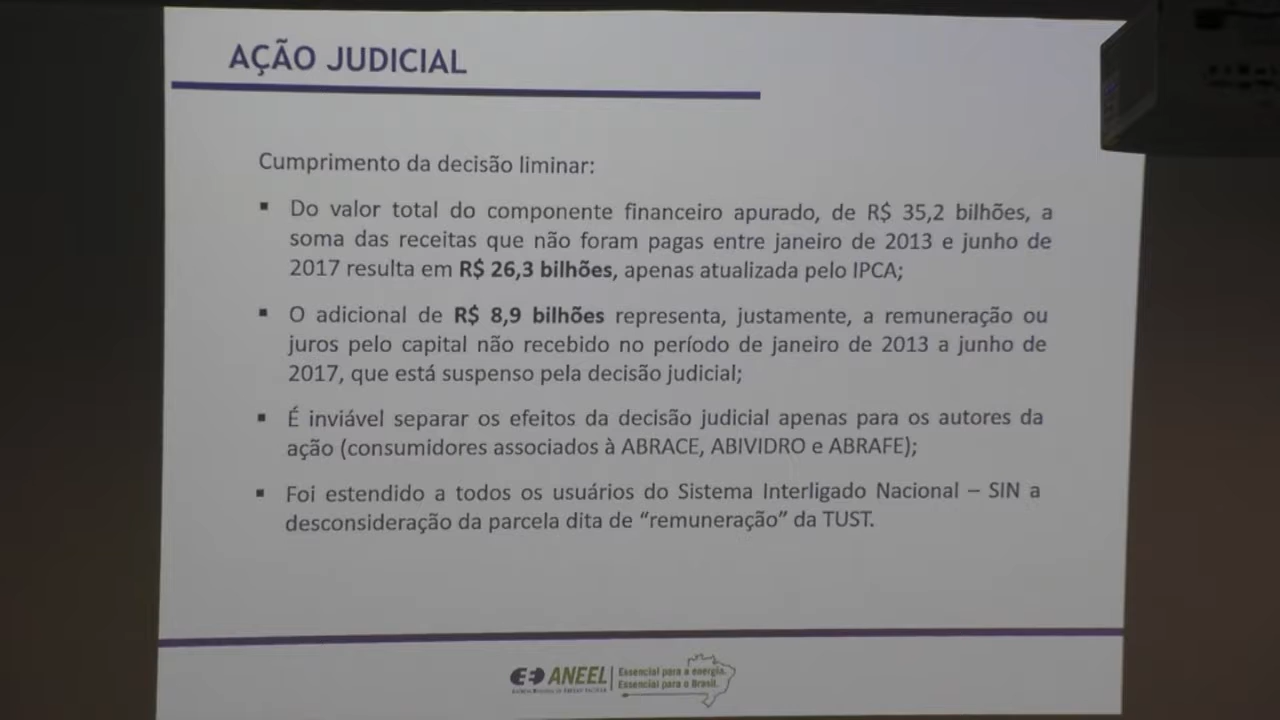 AÇÃO JUDICIAL
Cumprimento da decisão liminar:
▪ Do valor total do componente financeiro apurado, de R$ 35,2 bilhões, a
soma das receitas que não foram pagas entre janeiro de 2013 e junho de
2017 resulta em R$ 26,3 bilhões, apenas atualizada pelo IPCA;
▪ O adicional de R$ 8,9 bilhões representa, justamente, a remuneração ou
juros pelo capital não recebido no período de janeiro de 2013 a junho de
2017, que está suspenso pela decisão judicial;
▪ É inviável separar os efeitos da decisão judicial apenas para os autores da
ação (consumidores associados à ABRACE, ABIVIDRO e ABRAFE);
▪ Foi estendido a todos os usuários do Sistema Interligado Nacional – SIN a
desconsideração da parcela dita de “remuneração” da TUST.
ANEEL
Essencial para a energia.
Essencial para o Brasil.